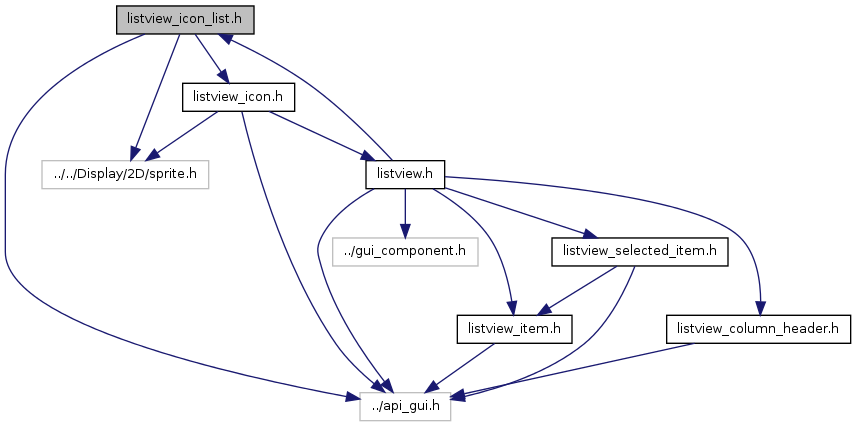 listview_icon_list.h
listview_icon.h
../../Display/2D/sprite.h
listview.h
../gui_component.h
listview_selected_item.h
listview_item.h
listview_column_header.h
../api_gui.h